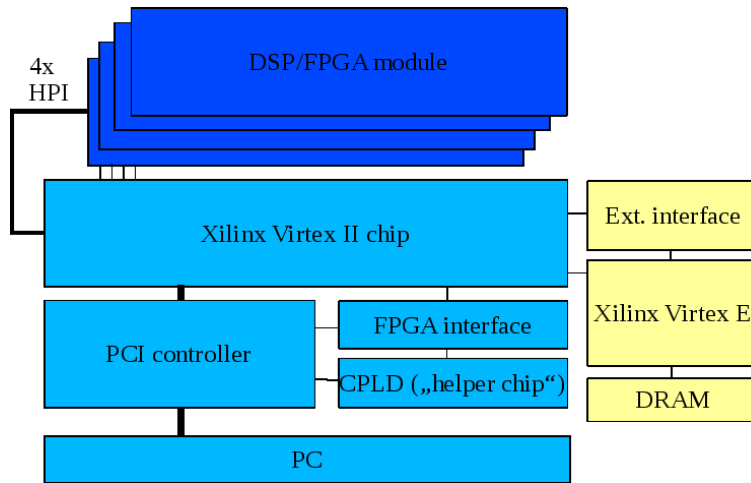 DSP/FPGA module
4x
HPI
Xilinx Virtex II chip
Ext. interface
Xilinx Virtex E
FPGA interface
PCI controller
CPLD („helper chip“)
DRAM
PC